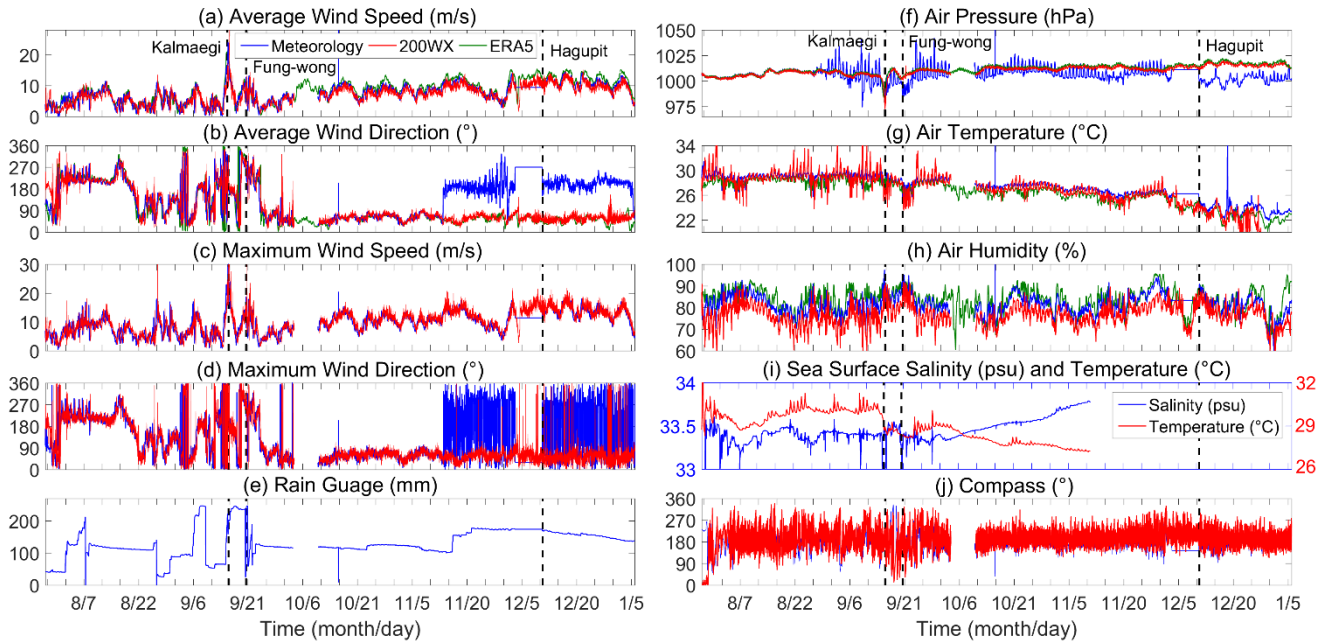 (a) Average Wind Speed (m/s)
20
10
0
Kalmaegi
Meteorology
200WX
ERA5
Fung-wong
Hagupit
(b) Average Wind Direction (°)
360
270
180
90
0
(c) Maximum Wind Speed (m/s)
30
20
10
0
(d) Maximum Wind Direction (°)
360
270
180
90
0
(e) Rain Guage (mm)
200
100
0
8/7 8/22 9/6 9/21 10/6 10/21 11/5 11/20 12/5 12/20 1/5
Time (month/day)
(f) Air Pressure (hPa)
1050
1025
1000
975
Kalmaegi
Fung-wong
Hagupit
(g) Air Temperature (°C)
34
30
26
22
(h) Air Humidity (%)
100
90
80
70
60
(i) Sea Surface Salinity (psu) and Temperature (°C)
34
33.5
33
32
29
26
Salinity (psu)
Temperature (°C)
(j) Compass (°)
360
270
180
90
0
8/7 8/22 9/6 9/21 10/6 10/21 11/5 11/20 12/5 12/20 1/5
Time (month/day)